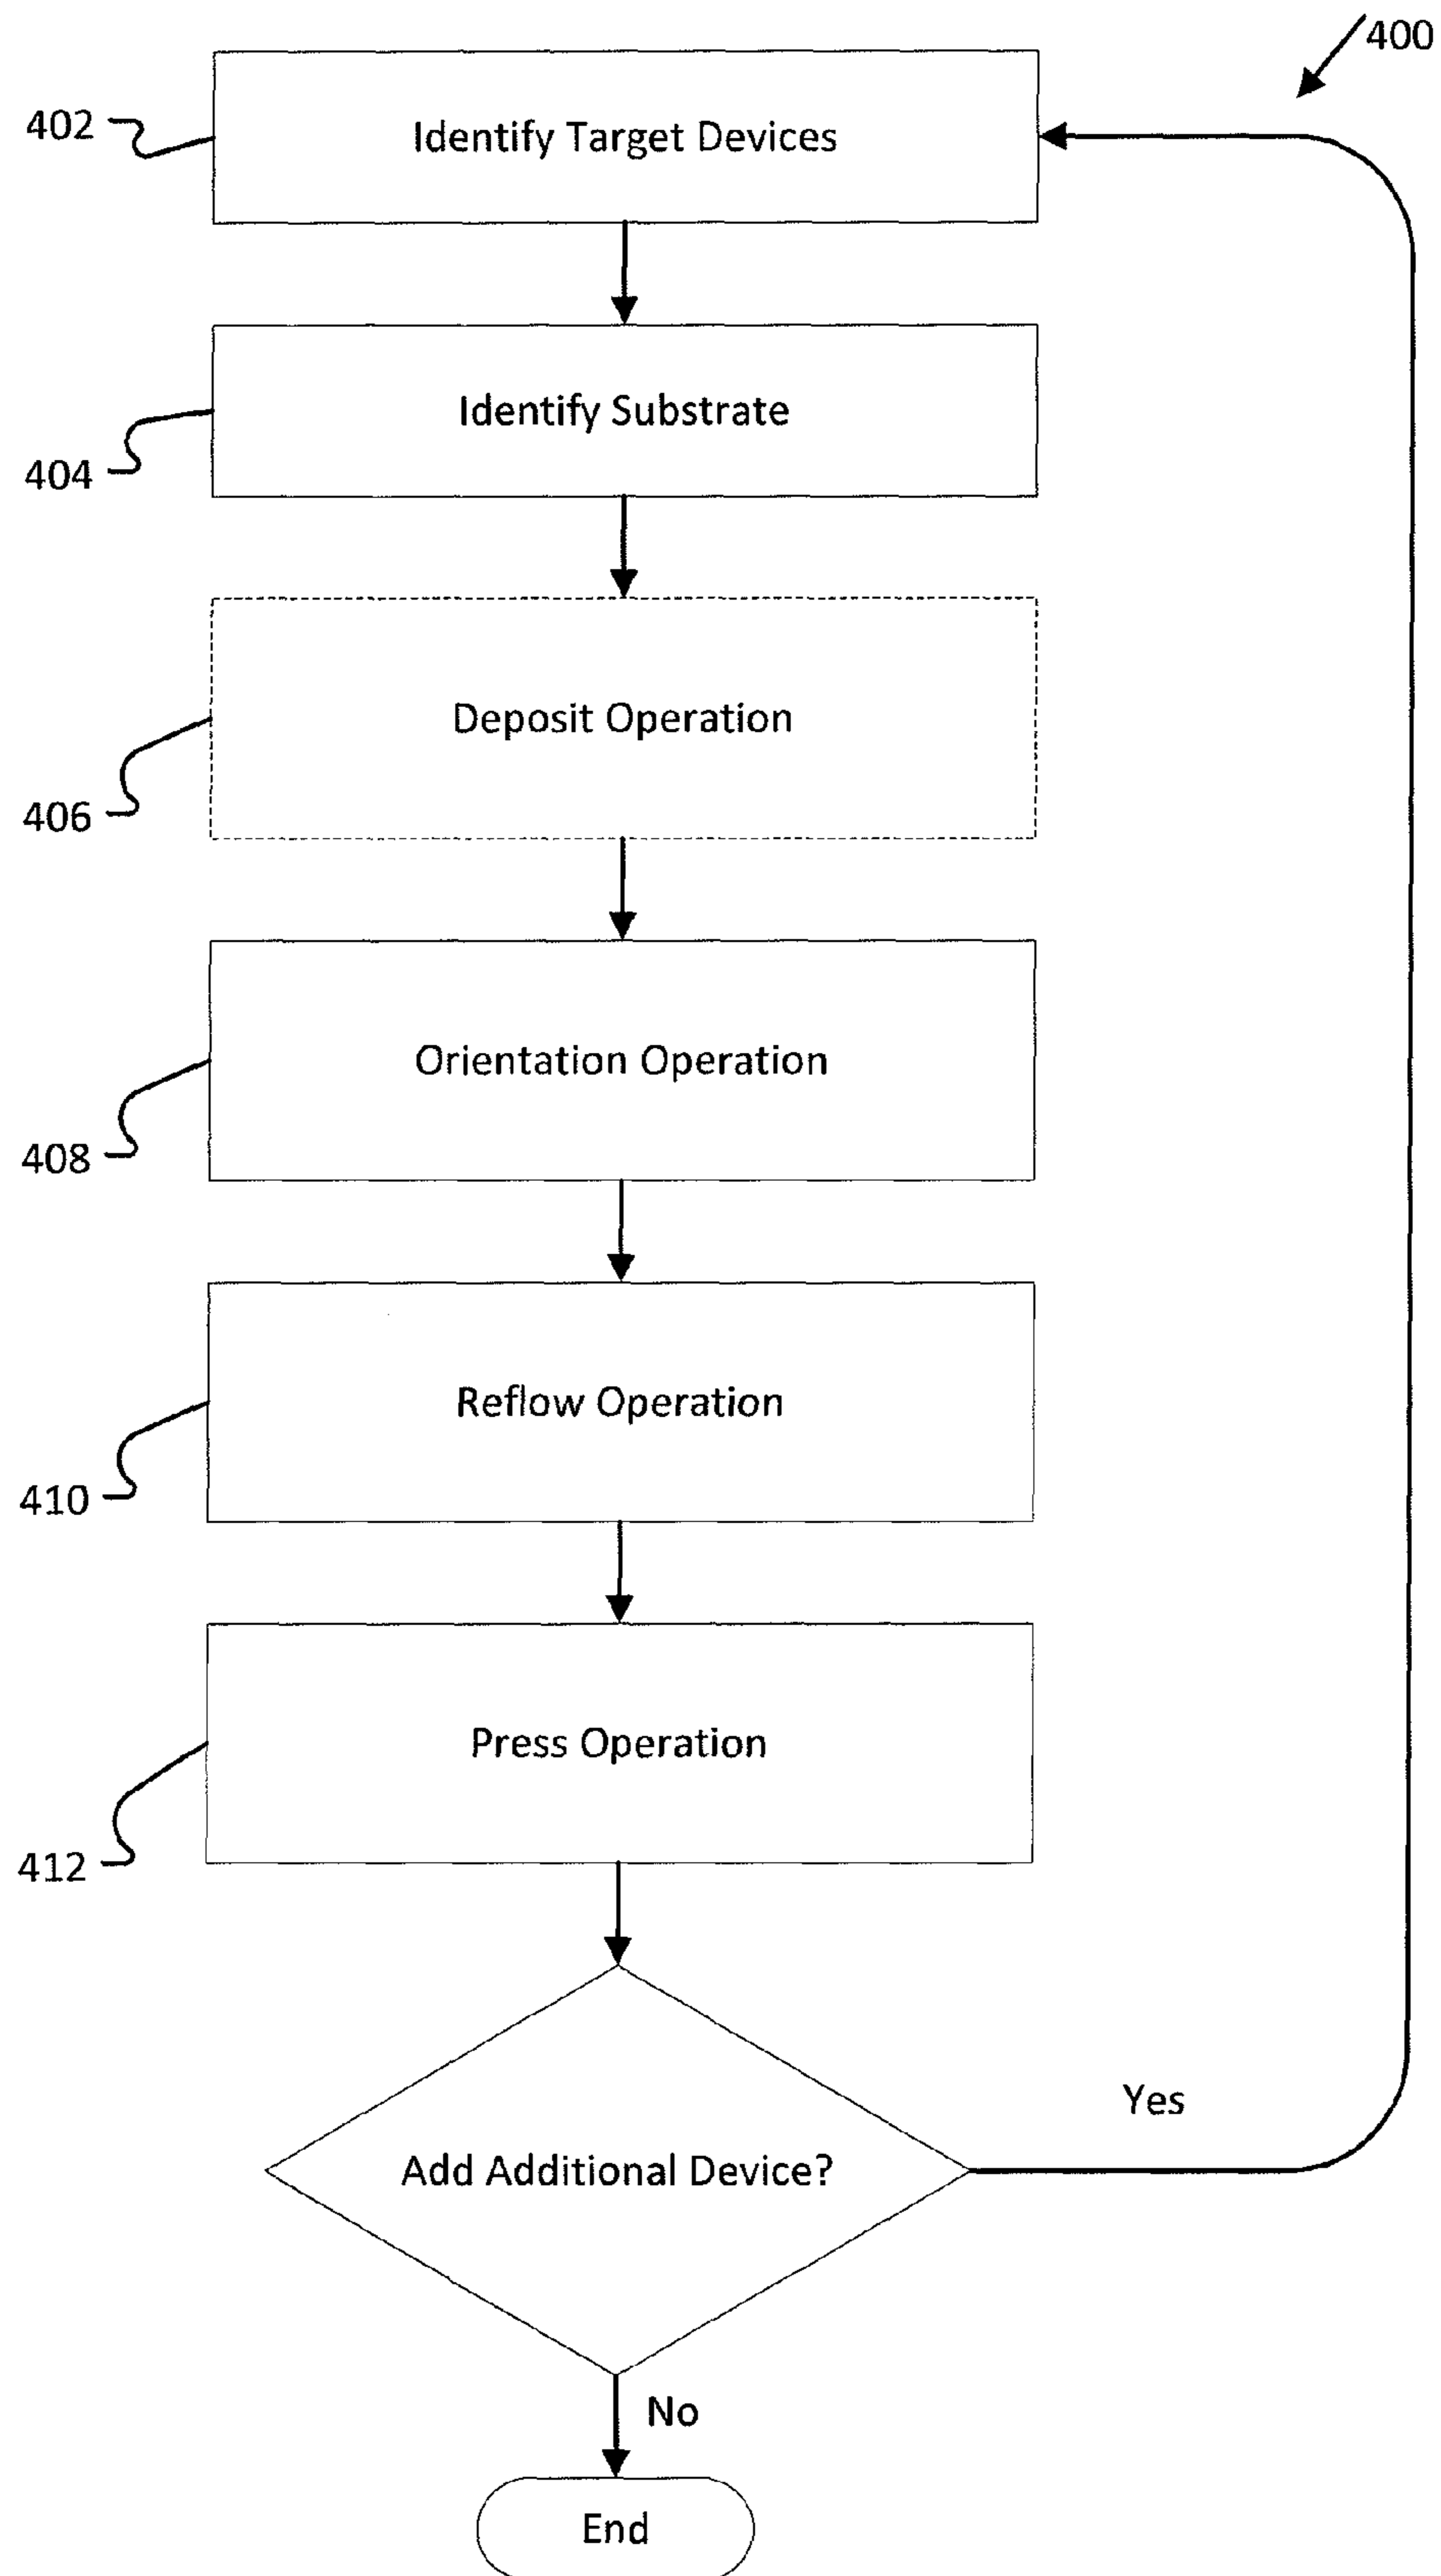 400
402
Identify Target Devices
Identify Substrate
404
Deposit Operation
406
Orientation Operation
408
Reflow Operation
410
Press Operation
412
Yes
Add Additional Device?
No
End